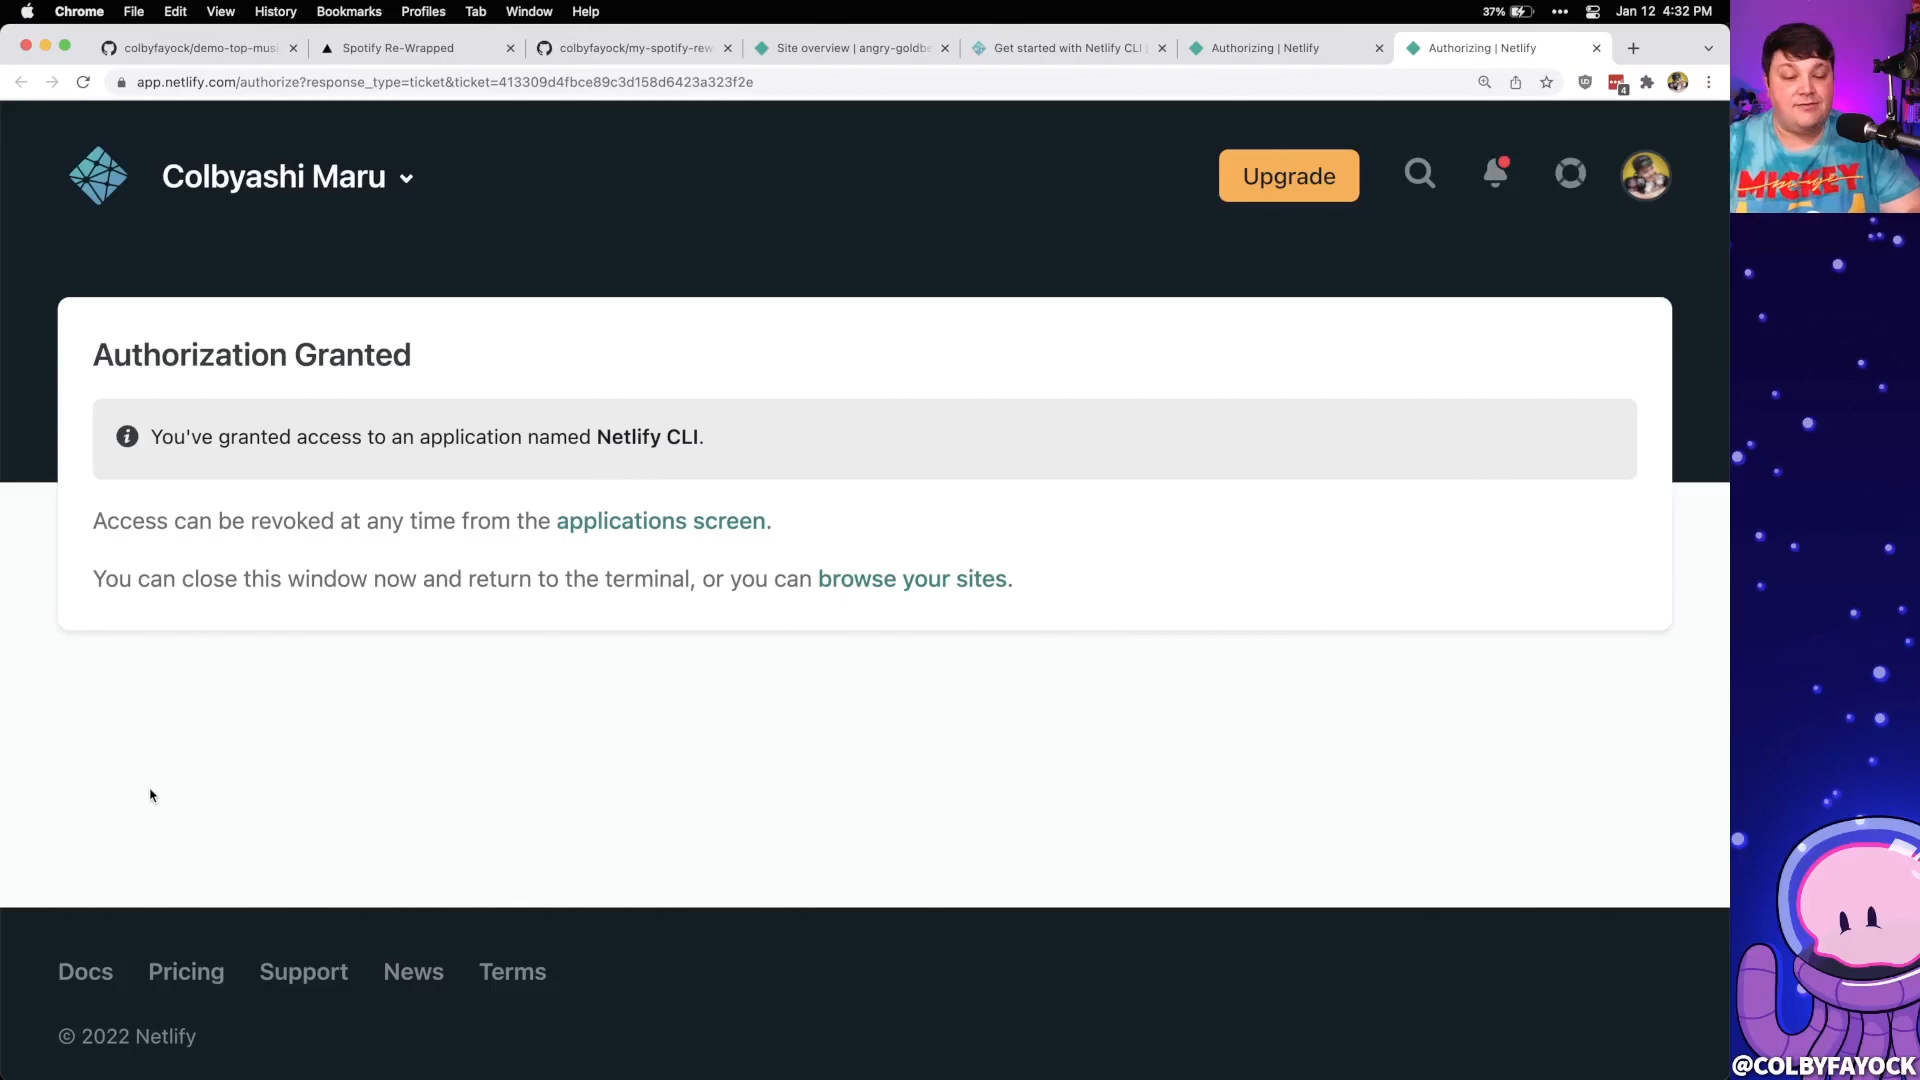 Chrome File Edit View History Bookmarks Profiles Tab Window Help 37% Jan 12 4:32 PM
colbyfayock/demo-top-musi Spotify Re-Wrapped colbyfayock/my-spotify-rew Site overview | angry-goldbe Get started with Netlify CLI | Authorizing | Netlify Authorizing | Netlify
app.netlify.com/authorize?response_type=ticket&ticket=413309d4fbce89c3d158d6423a323f2e 4
Colbyashi Maru Upgrade
MICKEY
Authorization Granted
You've granted access to an application named Netlify CLI.
Access can be revoked at any time from the applications screen.
You can close this window now and return to the terminal, or you can browse your sites.
Docs Pricing Support News Terms
© 2022 Netlify
@COLBYFAYOCK